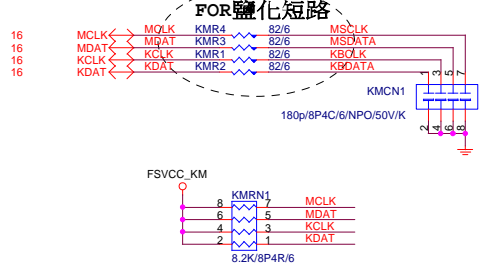 FOR鹽化短路
16 MCLK MCLK KMR4 82/6 MSCLK
16 MDAT MDAT KMR3 82/6 MSDATA
16 KCLK KCLK KMR1 82/6 KBCLK
16 KDAT KDAT KMR2 82/6 KBDATA
1 3 5 7
KMCN1
180p/8P4C/6/NPO/50V/K
2 4 6 8
FSVCC_KM
KMRN1
8 7 MCLK
6 5 MDAT
4 3 KCLK
2 1 KDAT
8.2K/8P4R/6